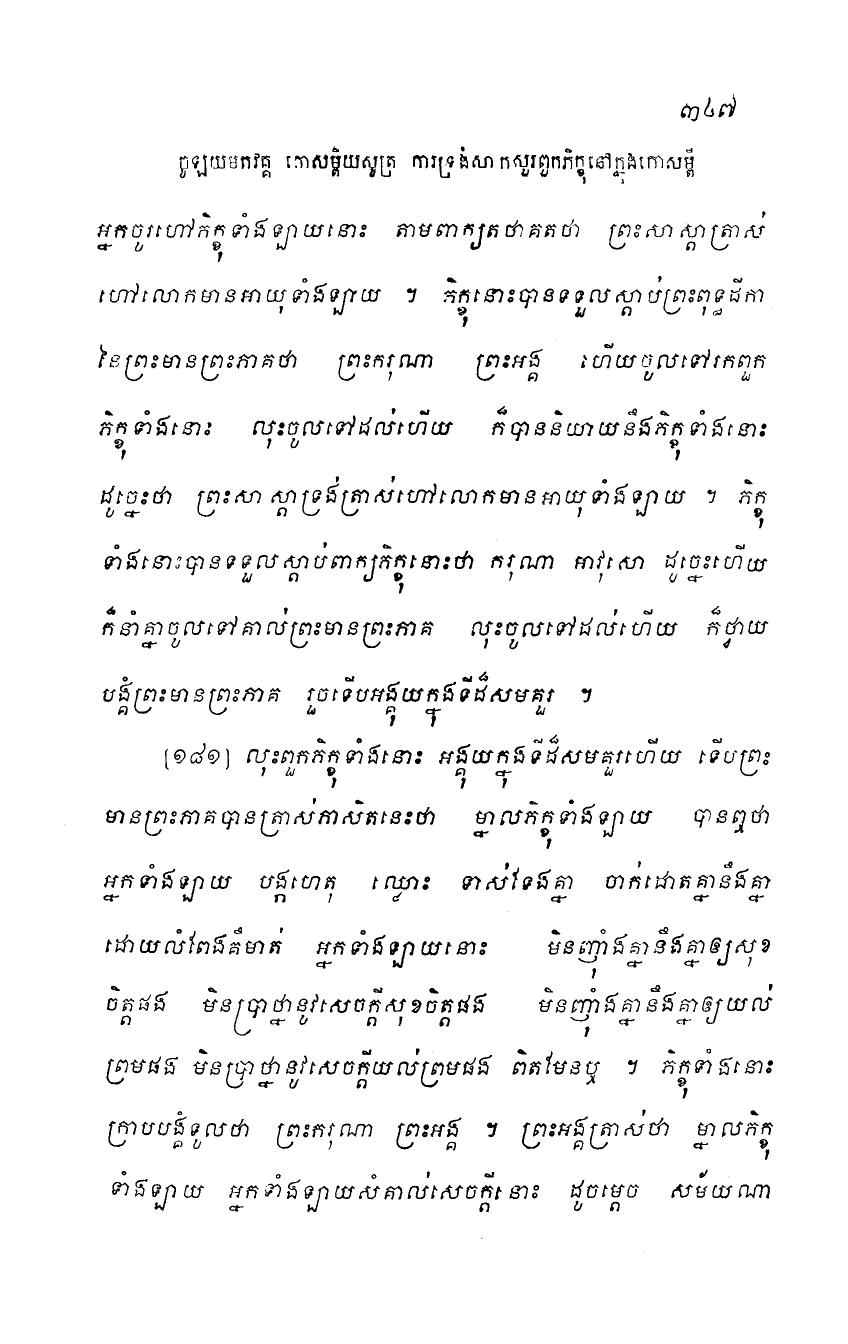 ៣៤៧
ចូឡយមកវគ្គ កោសម្ពិយសូត្រ ការទ្រង់សាកសួរពួកភិក្ខុនៅក្នុងកោសម្ពី
អ្នកចូរហៅភិក្ខុទាំងឡាយនោះ តាមពាក្យតថាគតថា ព្រះសាស្តាត្រាស់
ហៅលោកមានអាយុទាំងឡាយ ។ ភិក្ខុនោះបានទទួលស្តាប់ព្រះពុទ្ធដីកា
នៃព្រះមានព្រះភាគថា ព្រះករុណា ព្រះអង្គ ហើយចូលទៅរកពួក
ភិក្ខុទាំងនោះ លុះចូលទៅដល់ហើយ ក៏បាននិយាយនឹងភិក្ខុទាំងនោះ
ដូច្នេះថា ព្រះសាស្តាទ្រង់ត្រាស់ហៅលោកមានអាយុទាំងឡាយ ។ ភិក្ខុ
ទាំងនោះបានទទួលស្តាប់ពាក្យភិក្ខុនោះថា ករុណា អាវុសោ ដូច្នេះហើយ
ក៏នាំគ្នាចូលទៅគាល់ព្រះមានព្រះភាគ លុះចូលទៅដល់ហើយ ក៏ថ្វាយ
បង្គំព្រះមានព្រះភាគ រួចទើបអង្គុយក្នុងទីដ៏សមគួរ ។
[១៨១] លុះពួកភិក្ខុទាំងនោះ អង្គុយក្នុងទីដ៏សមគួរហើយ ទើបព្រះ
មានព្រះភាគបានត្រាស់ភាសិតនេះថា ម្នាលភិក្ខុទាំងឡាយ បានឮថា
អ្នកទាំងឡាយ បង្កហេតុ ឈ្លោះ ទាស់ទែងគ្នា ចាក់ដោតគ្នានឹងគ្នា
ដោយលំពែងគឺមាត់ អ្នកទាំងឡាយនោះ មិនញ៉ាំងគ្នានឹងគ្នាឲ្យសុខ
ចិត្តផង មិនប្រាថ្នានូវសេចក្តីសុខចិត្តផង មិនញ៉ាំងគ្នានឹងគ្នាឲ្យយល់
ព្រមផង មិនប្រាថ្នានូវសេចក្តីយល់ព្រមផង ពិតមែនឬ ។ ភិក្ខុទាំងនោះ
ក្រាបបង្គំទូលថា ព្រះករុណា ព្រះអង្គ ។ ព្រះអង្គត្រាស់ថា ម្នាលភិក្ខុ
ទាំងឡាយ អ្នកទាំងឡាយសំគាល់សេចក្តីនោះ ដូចម្តេច សម័យណា